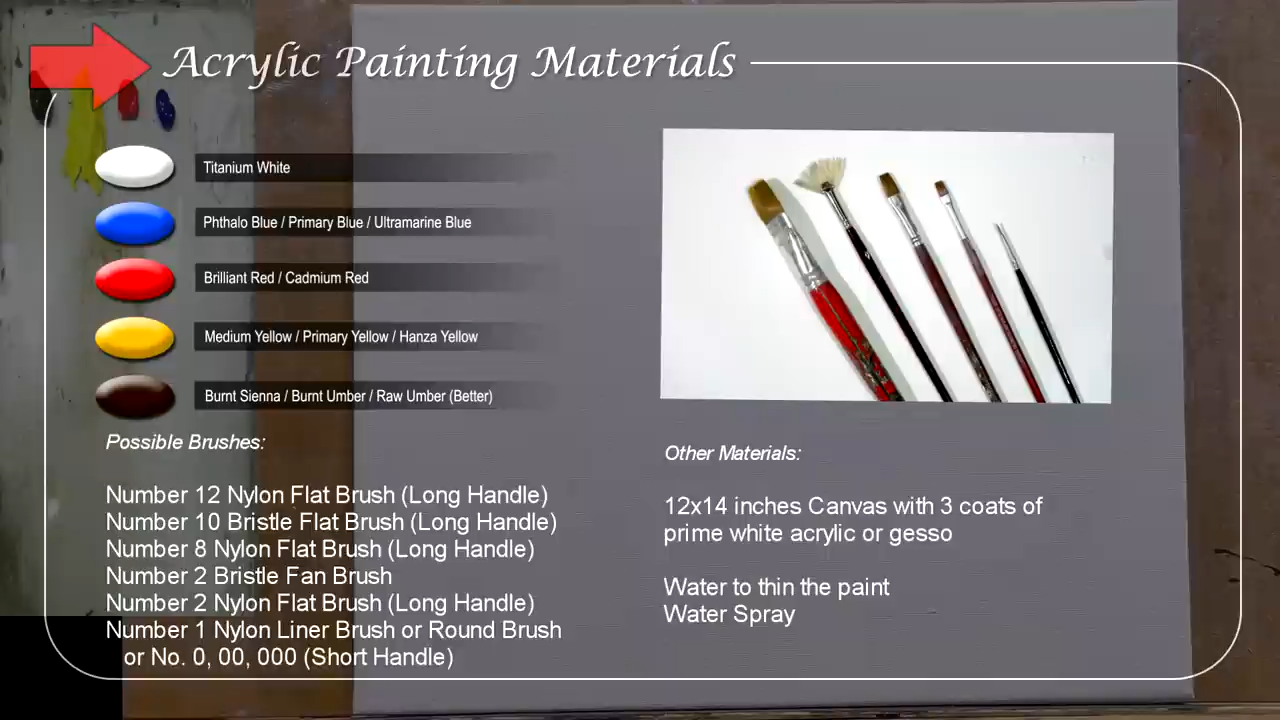 Acrylic Painting Materials
Titanium White
Phthalo Blue / Primary Blue / Ultramarine Blue
Brilliant Red / Cadmium Red
Medium Yellow / Primary Yellow / Hanza Yellow
Burnt Sienna / Burnt Umber / Raw Umber (Better)
Possible Brushes:
Number 12 Nylon Flat Brush (Long Handle)
Number 10 Bristle Flat Brush (Long Handle)
Number 8 Nylon Flat Brush (Long Handle)
Number 2 Bristle Fan Brush
Number 2 Nylon Flat Brush (Long Handle)
Number 1 Nylon Liner Brush or Round Brush
or No. 0, 00, 000 (Short Handle)
Other Materials:
12x14 inches Canvas with 3 coats of
prime white acrylic or gesso
Water to thin the paint
Water Spray